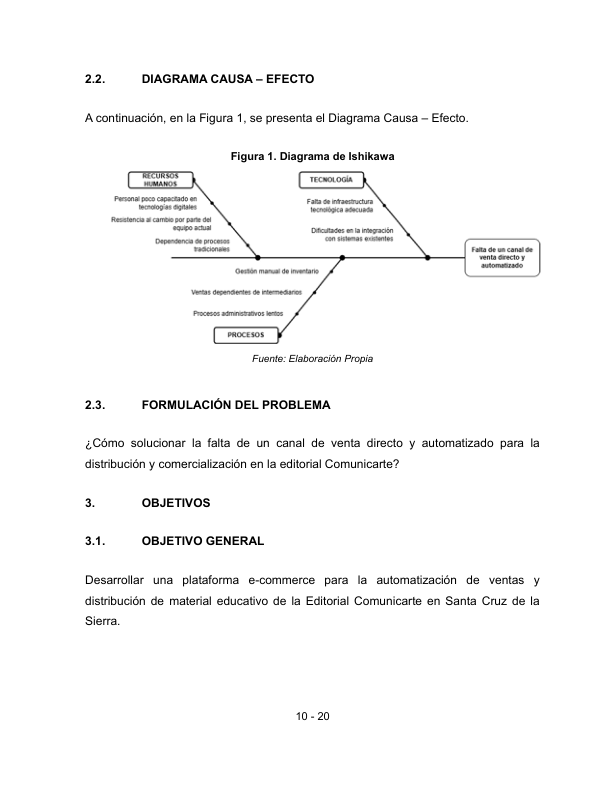 2.2. DIAGRAMA CAUSA – EFECTO
A continuación, en la Figura 1, se presenta el Diagrama Causa – Efecto.
Figura 1. Diagrama de Ishikawa
RECURSOS
HUMANOS
Personal poco capacitado en
tecnologías digitales
Resistencia al cambio por parte del
equipo actual
Dependencia de procesos
tradicionales
TECNOLOGÍA
Falta de infraestructura
tecnológica adecuada
Dificultades en la integración
con sistemas existentes
Falta de un canal de
venta directo y
automatizado
Gestión manual de inventario
Ventas dependientes de intermediarios
Procesos administrativos lentos
PROCESOS
Fuente: Elaboración Propia
2.3. FORMULACIÓN DEL PROBLEMA
¿Cómo solucionar la falta de un canal de venta directo y automatizado para la
distribución y comercialización en la editorial Comunicarte?
3. OBJETIVOS
3.1. OBJETIVO GENERAL
Desarrollar una plataforma e-commerce para la automatización de ventas y
distribución de material educativo de la Editorial Comunicarte en Santa Cruz de la
Sierra.
10 - 20